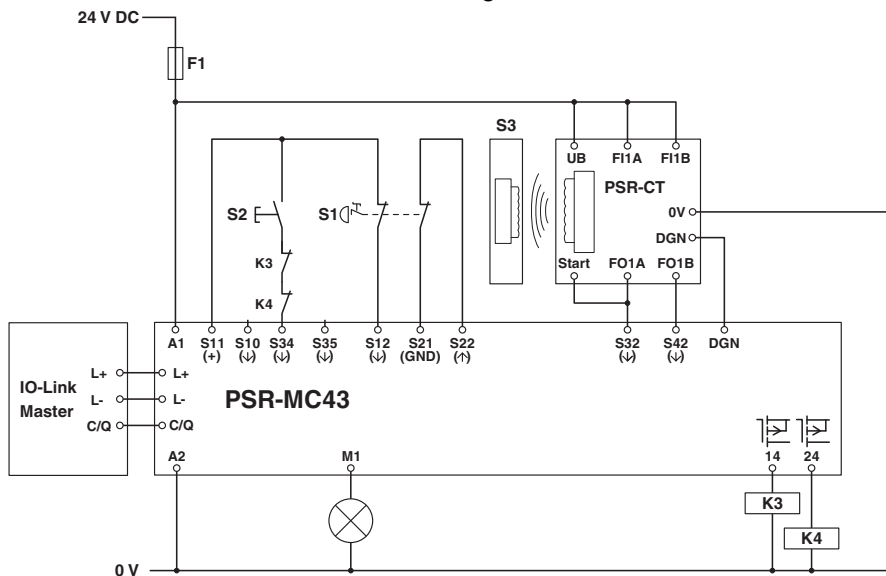 24 V DC
F1
S3
UB FI1A FI1B
PSR-CT
0V
DGN
Start FO1A FO1B
S2
S1
K3
K4
A1 S11 (+) S10 (↓) S34 (↓) S35 (↓) S12 (↓) S21 (GND) S22 (↑) S32 (↓) S42 (↓) DGN
IO-Link Master
L+ L+
L- L-
C/Q C/Q
PSR-MC43
A2 M1 14 24
K3
K4
0 V